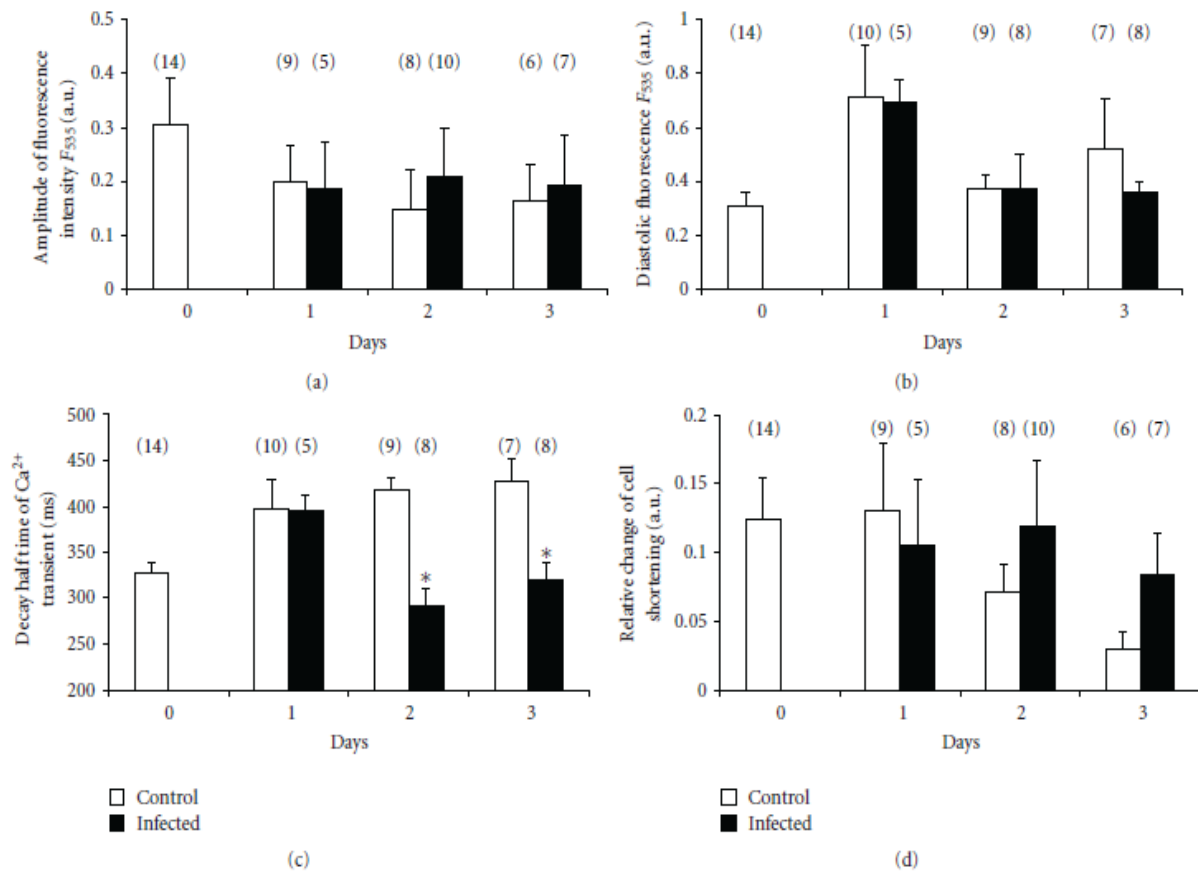 0.5
(14)
(9) (5)
(8) (10)
(6) (7)
0.4
0.3
0.2
0.1
0
Amplitude of fluorescence
intensity F535 (a.u.)
0 1 2 3
Days
(a)
1
(14)
(10) (5)
(9) (8)
(7) (8)
0.8
0.6
0.4
0.2
0
Diastolic fluorescence F535 (a.u.)
0 1 2 3
Days
(b)
500
(14)
(10) (5)
(9) (8)
(7) (8)
450
400
350
300
250
200
*
*
Decay half time of Ca2+
transient (ms)
0 1 2 3
Days
Control
Infected
(c)
0.2
(14)
(9) (5)
(8) (10)
(6) (7)
0.15
0.1
0.05
0
Relative change of cell
shortening (a.u.)
0 1 2 3
Days
Control
Infected
(d)